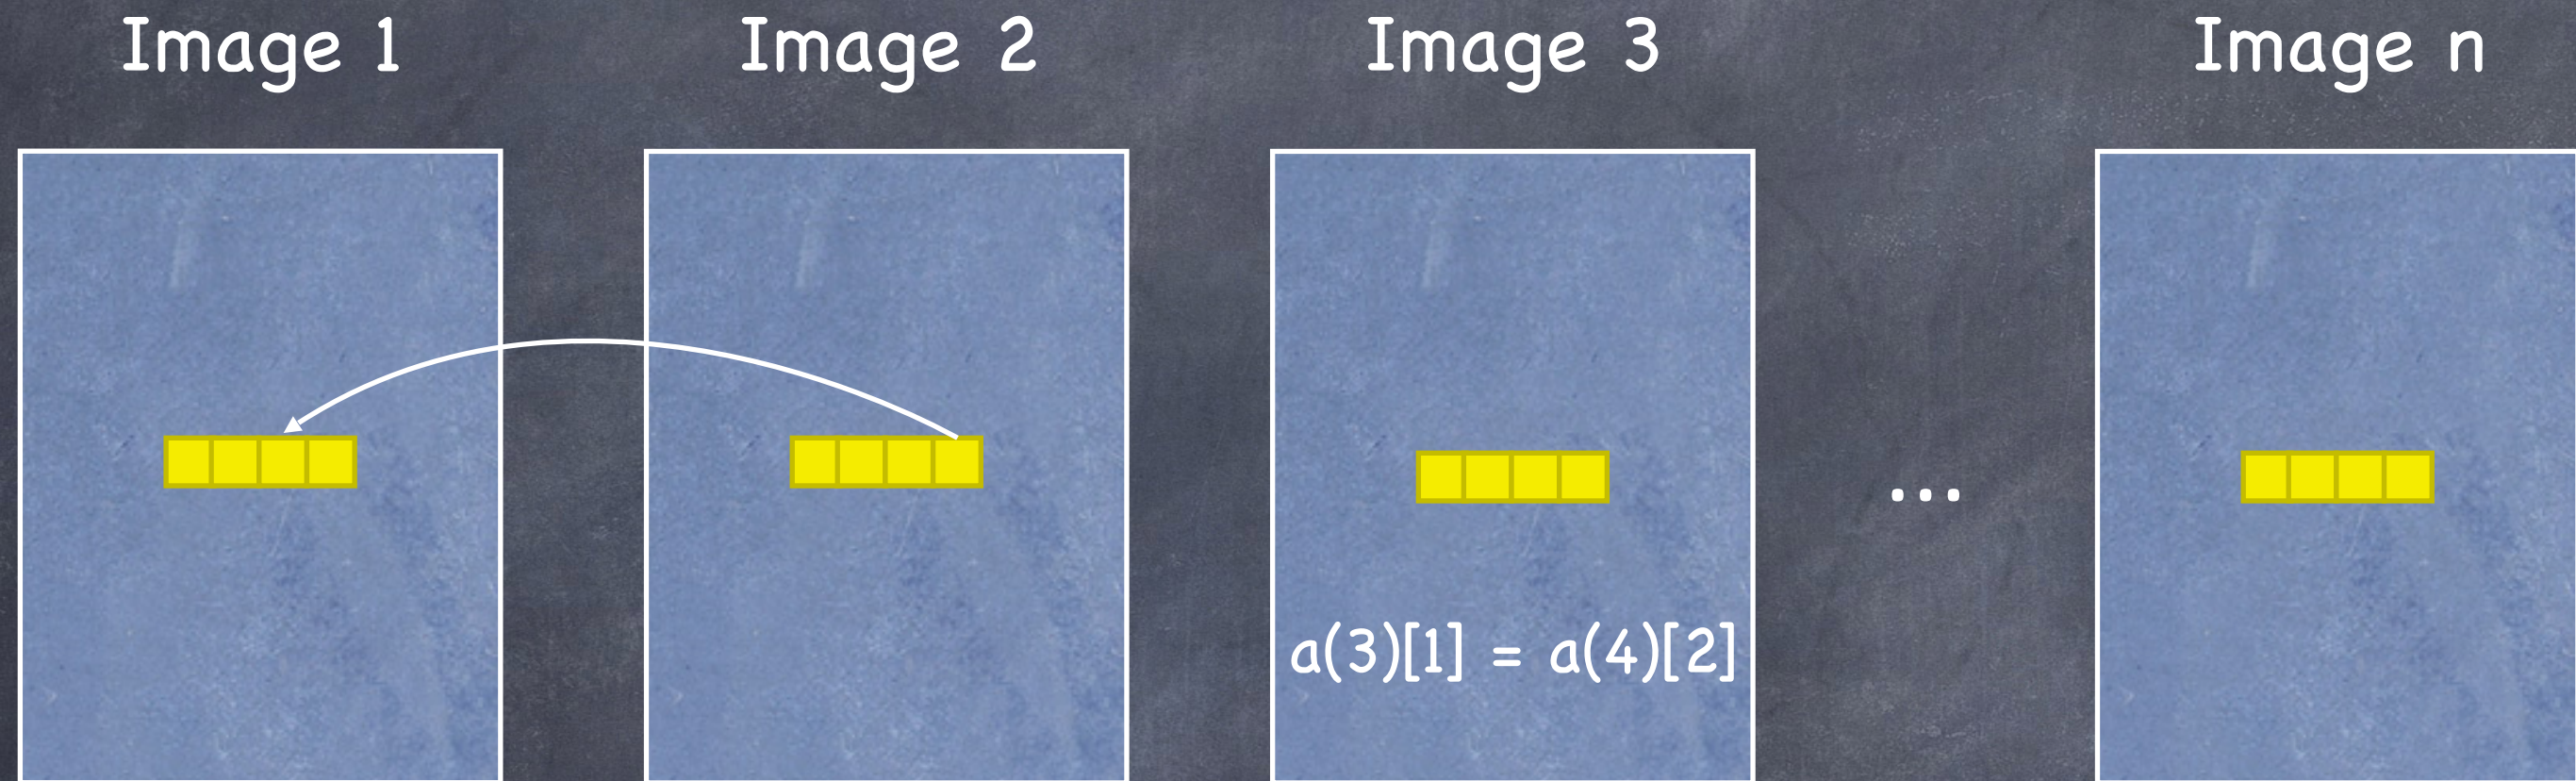 Image 1
Image 2
Image 3
Image n
...
a(3)[1] = a(4)[2]